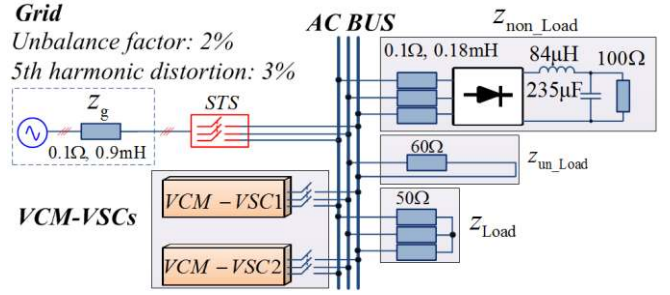 Grid
Unbalance factor: 2%
5th harmonic distortion: 3%
AC BUS
z_non_Load
0.1Ω, 0.18mH
84μH
100Ω
235μF
z_g
STS
0.1Ω, 0.9mH
60Ω
z_un_Load
VCM-VSCs
VCM-VSC1
50Ω
z_Load
VCM-VSC2